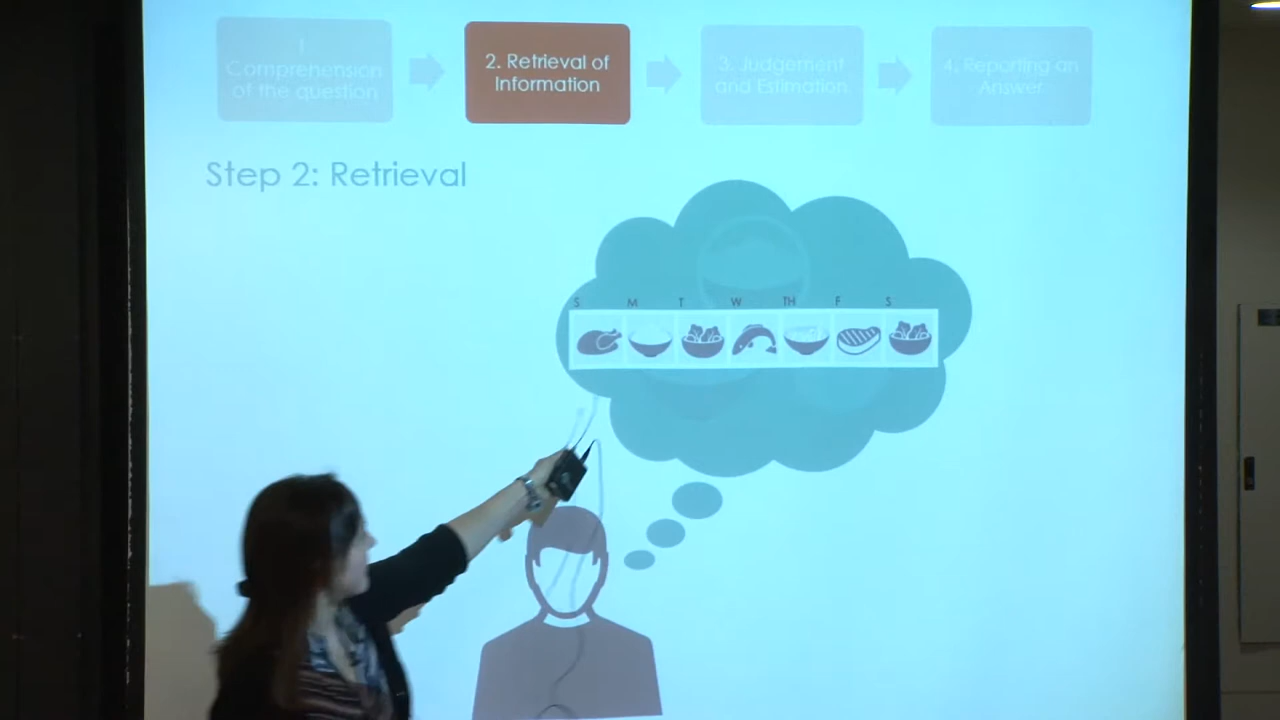 1.
Comprehension
of the question
2. Retrieval of
Information
3. Judgement
and Estimation
4. Reporting an
Answer
Step 2: Retrieval
S M T W TH F S